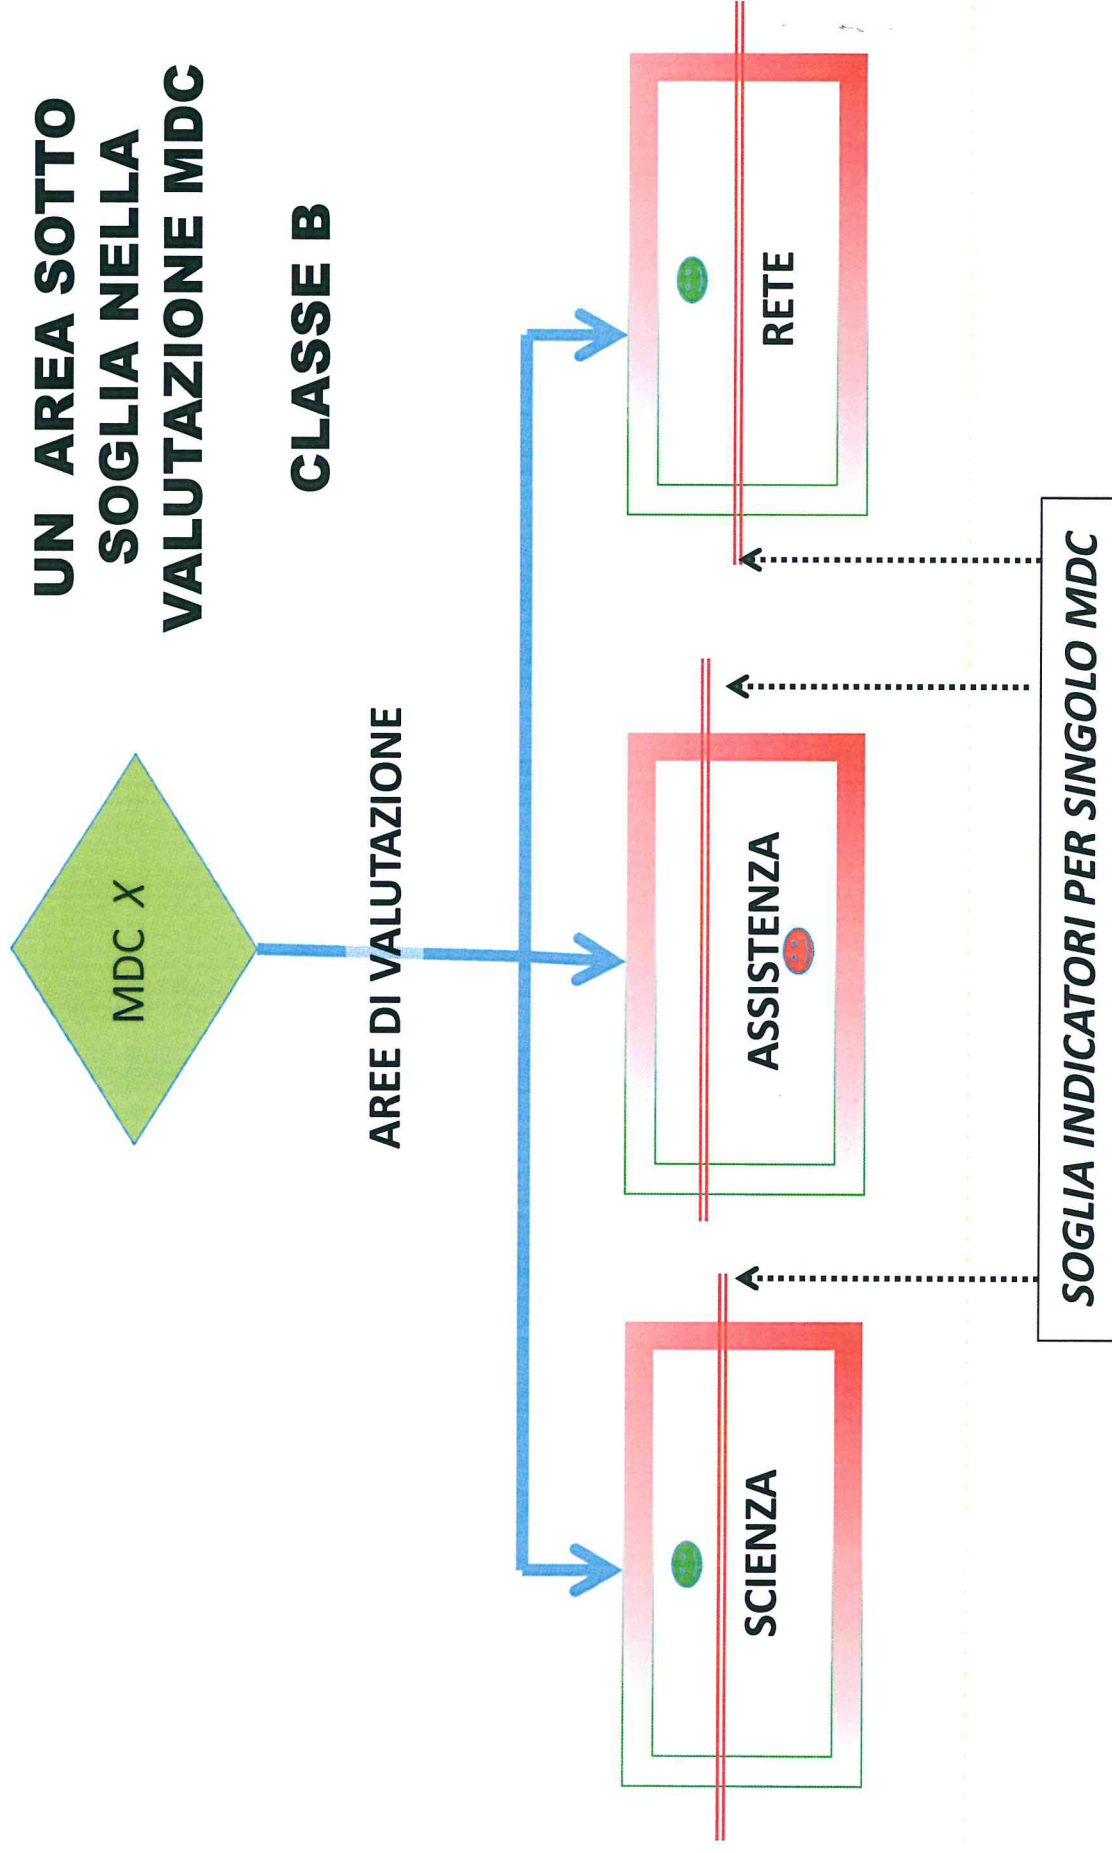 UN AREA SOTTO
SOGLIA NELLA
VALUTAZIONE MDC
CLASSE B
MDC X
AREE DI VALUTAZIONE
SCIENZA
ASSISTENZA
RETE
SOGLIA INDICATORI PER SINGOLO MDC